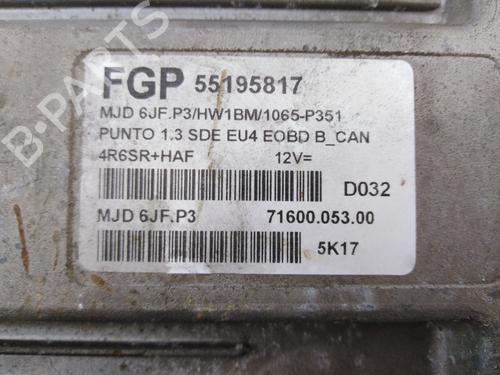 FGP 55195817
MJD 6JF.P3/HW1BM/1065-P351
PUNTO 1.3 SDE EU4 EOBD B_CAN
4R6SR+HAF 12V=
D032
MJD 6JF.P3 71600.053.00
5K17
B-PARTS